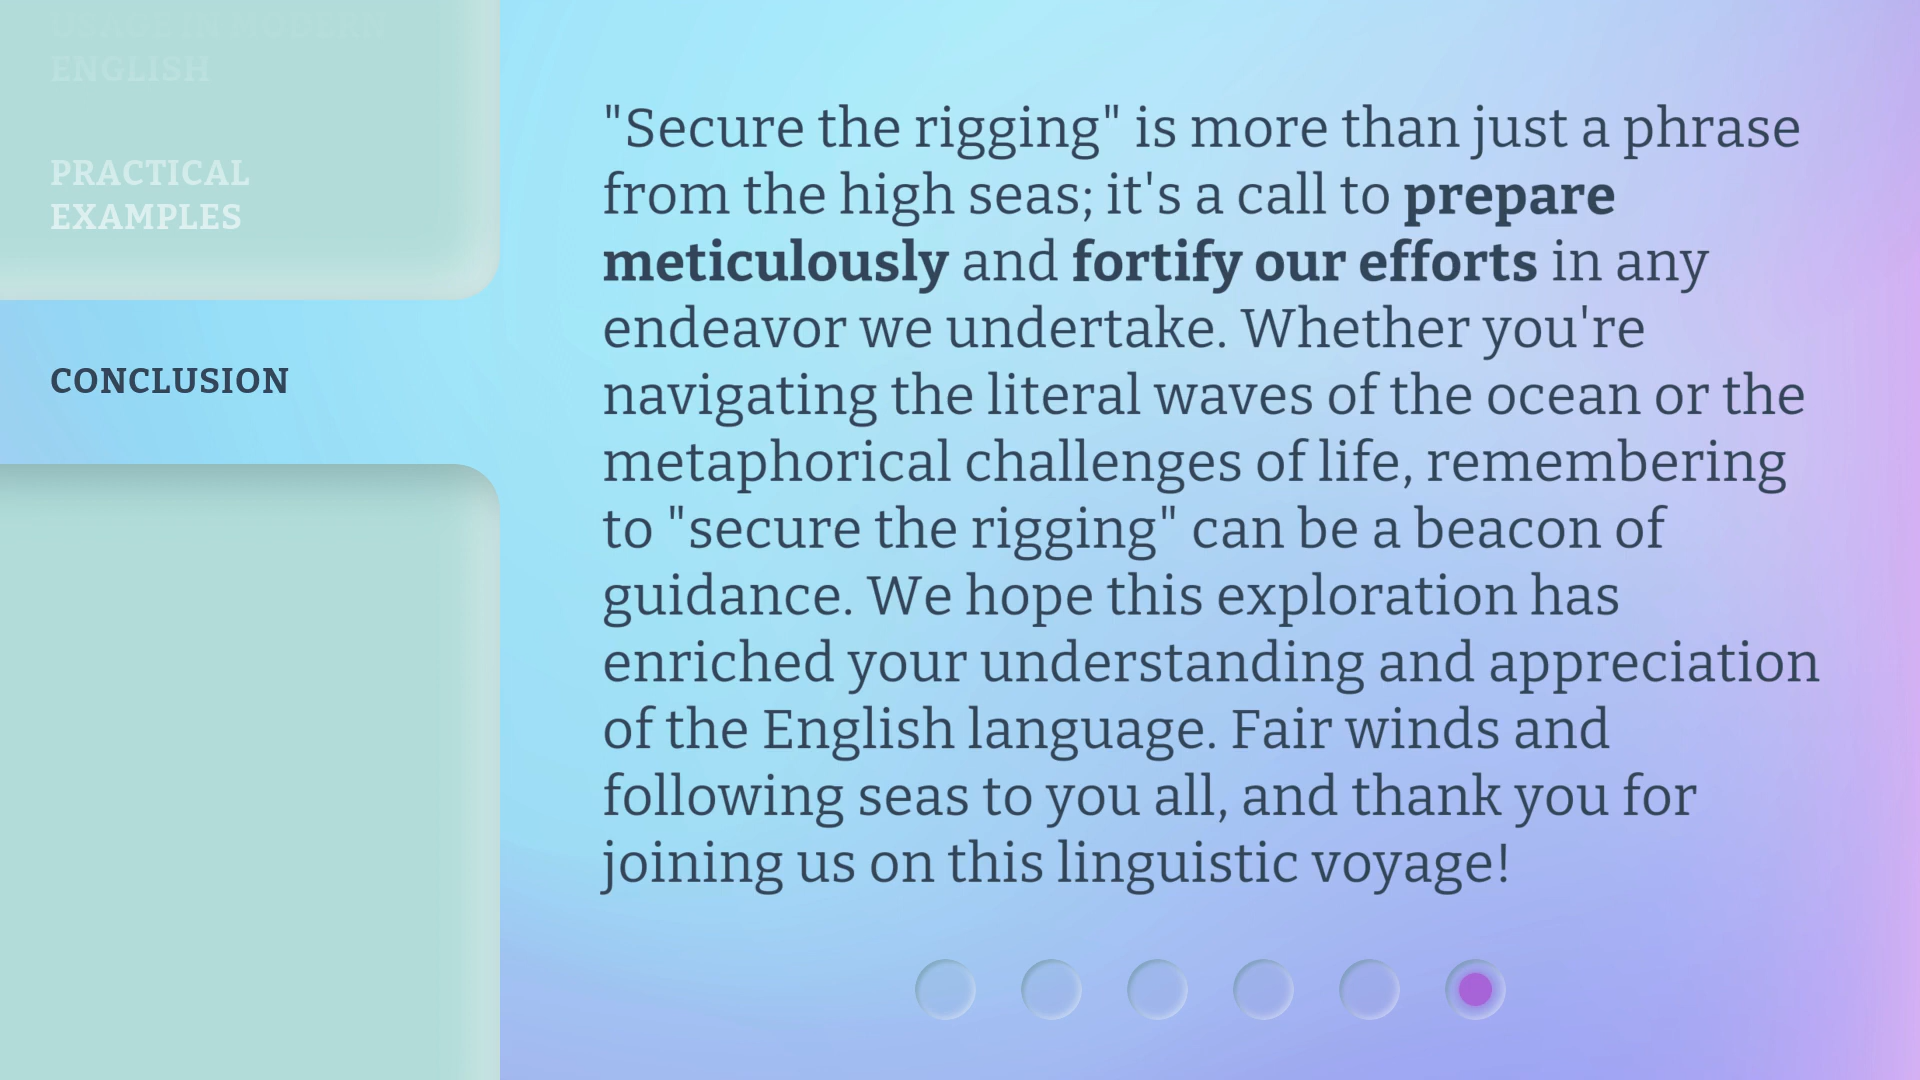 USAGE IN MODERN
ENGLISH
PRACTICAL
EXAMPLES
CONCLUSION
"Secure the rigging" is more than just a phrase
from the high seas; it's a call to prepare
meticulously and fortify our efforts in any
endeavor we undertake. Whether you're
navigating the literal waves of the ocean or the
metaphorical challenges of life, remembering
to "secure the rigging" can be a beacon of
guidance. We hope this exploration has
enriched your understanding and appreciation
of the English language. Fair winds and
following seas to you all, and thank you for
joining us on this linguistic voyage!